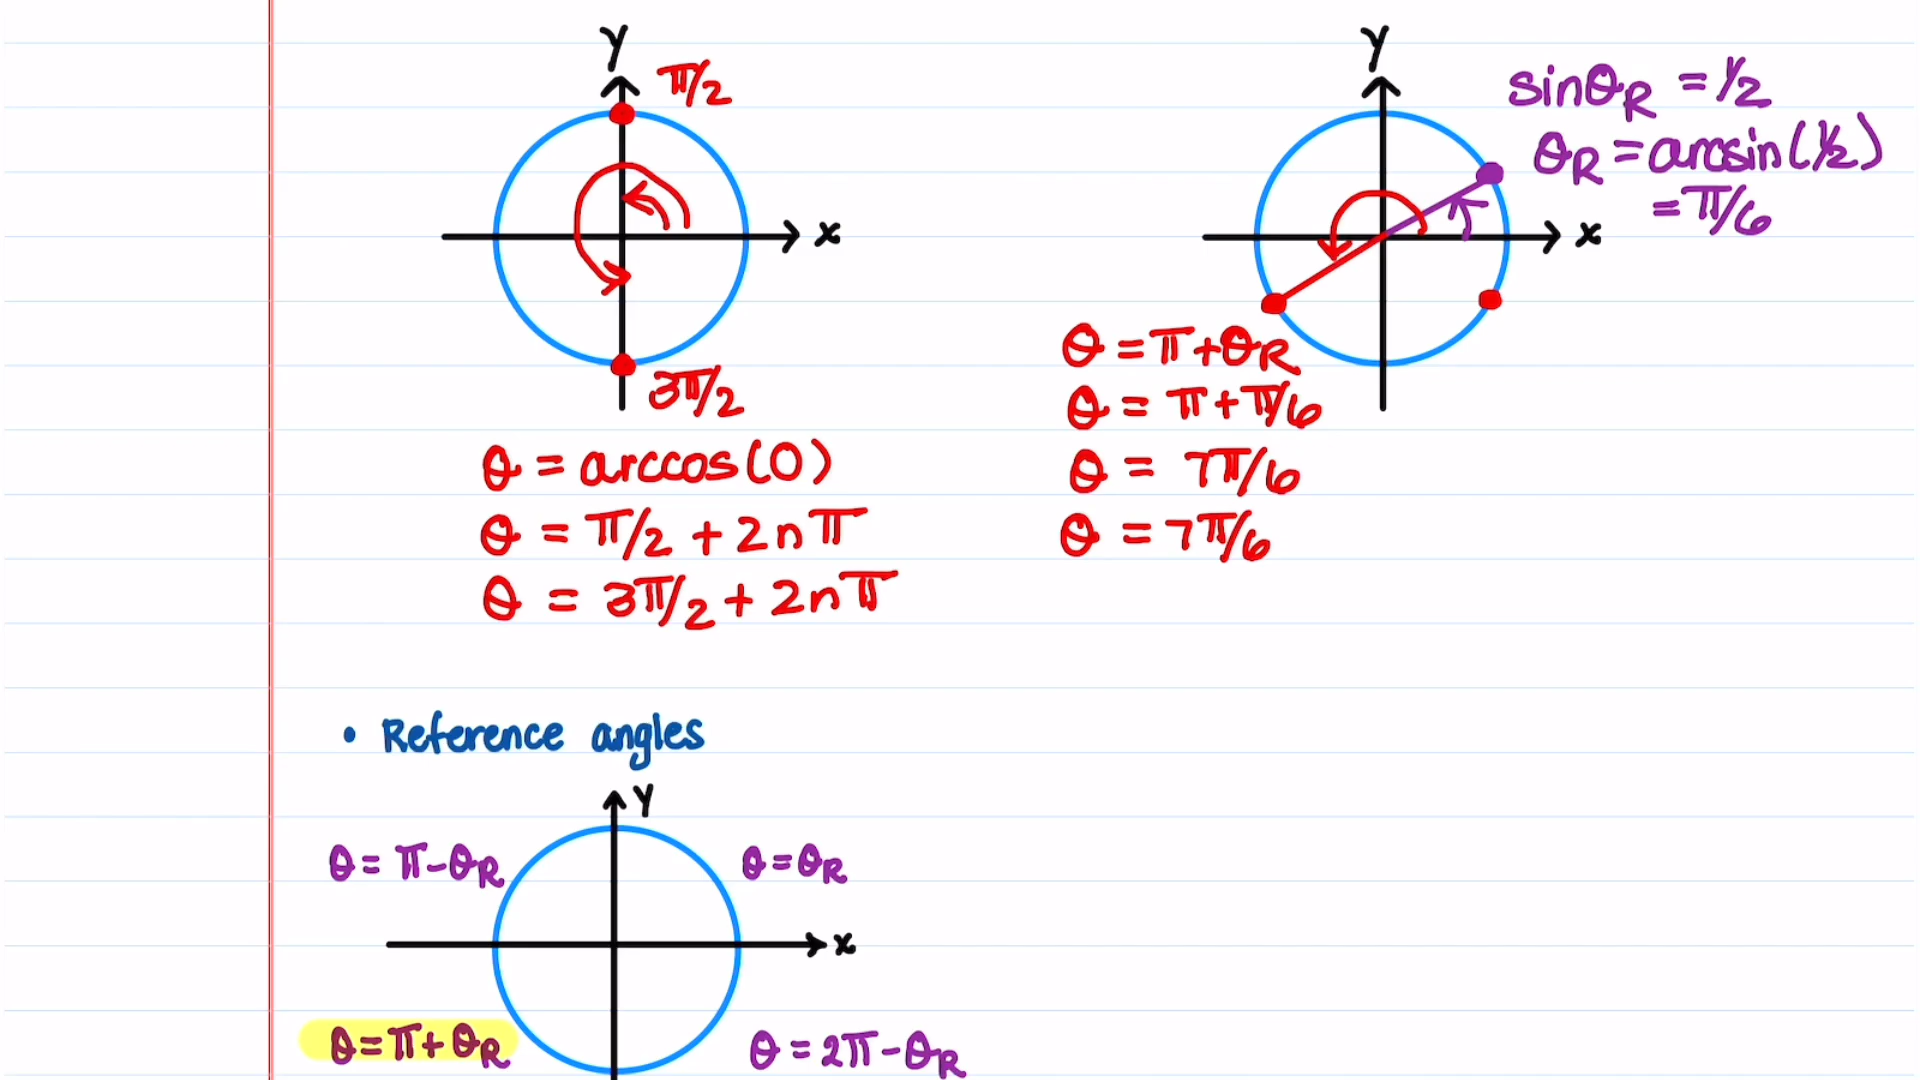 y
π/2
x
3π/2
θ = arccos(0)
θ = π/2 + 2nπ
θ = 3π/2 + 2nπ
y
sinθR = 1/2
θR = arcsin(1/2)
= π/6
x
θ = π + θR
θ = π + π/6
θ = 7π/6
θ = 7π/6
• Reference angles
y
θ = π - θR
θ = θR
x
θ = π + θR
θ = 2π - θR